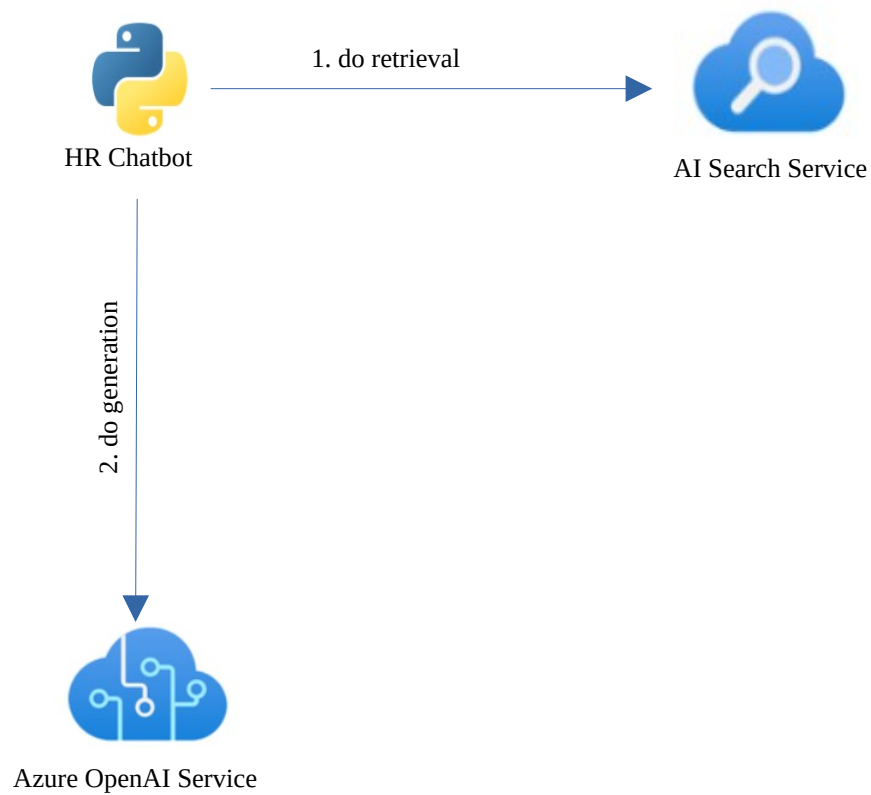 1. do retrieval
HR Chatbot
AI Search Service
2. do generation
Azure OpenAI Service